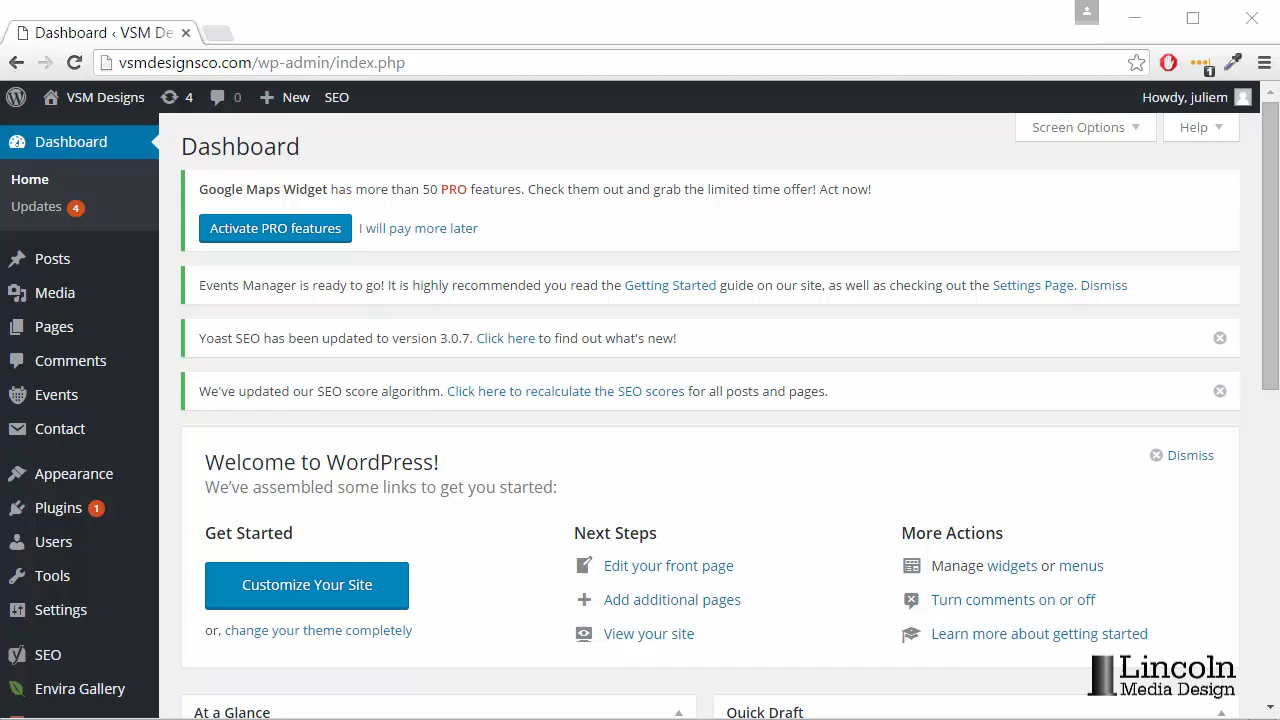 Dashboard ‹ VSM De
vsmdesignsco.com/wp-admin/index.php
1
VSM Designs 4 0 New SEO Howdy, juliem
Dashboard
Home
Updates 4
Posts
Media
Pages
Comments
Events
Contact
Appearance
Plugins 1
Users
Tools
Settings
SEO
Envira Gallery
Screen Options
Help
Dashboard
Google Maps Widget has more than 50 PRO features. Check them out and grab the limited time offer! Act now!
Activate PRO features I will pay more later
Events Manager is ready to go! It is highly recommended you read the Getting Started guide on our site, as well as checking out the Settings Page. Dismiss
Yoast SEO has been updated to version 3.0.7. Click here to find out what's new!
We've updated our SEO score algorithm. Click here to recalculate the SEO scores for all posts and pages.
Welcome to WordPress!
Dismiss
We've assembled some links to get you started:
Get Started
Customize Your Site
or, change your theme completely
Next Steps
Edit your front page
Add additional pages
View your site
More Actions
Manage widgets or menus
Turn comments on or off
Learn more about getting started
At a Glance
Quick Draft
Lincoln
Media Design